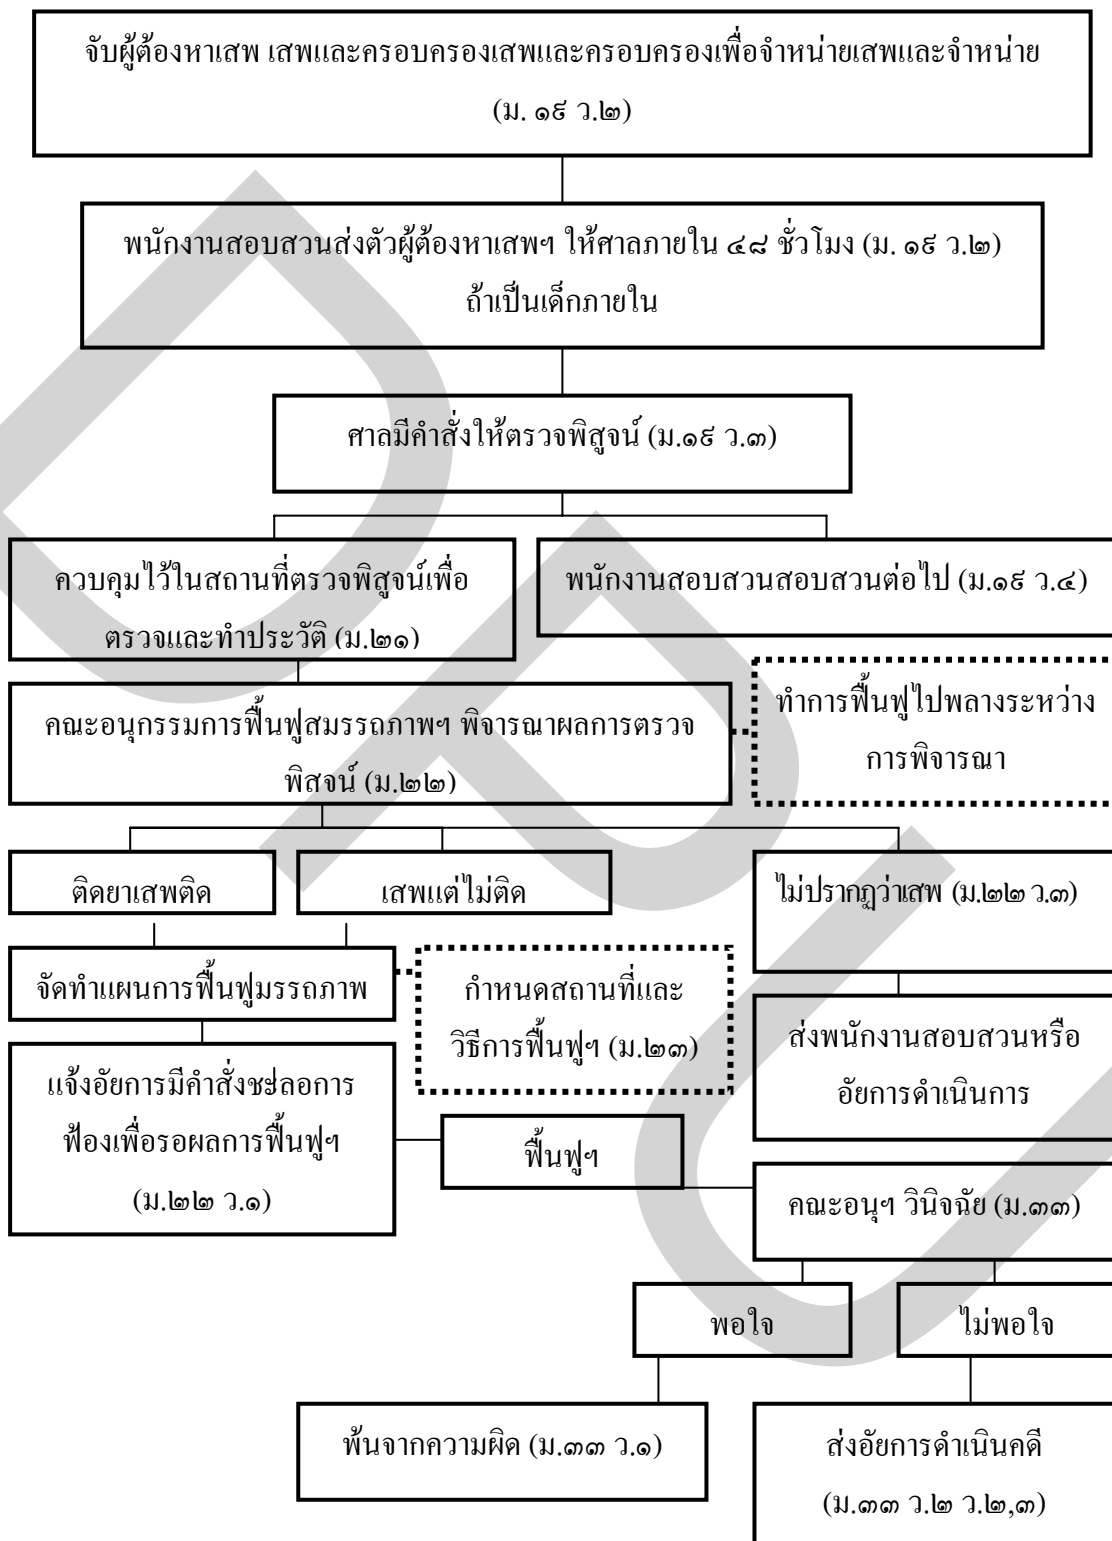 จับผู้ต้องหาเสพ เสพและครอบครองเสพและครอบครองเพื่อจำหน่ายเสพและจำหน่าย
(ม. ๑๙ ว.๒)
พนักงานสอบสวนส่งตัวผู้ต้องหาเสพฯ ให้ศาลภายใน ๔๘ ชั่วโมง (ม. ๑๙ ว.๒)
ถ้าเป็นเด็กภายใน
ศาลมีคำสั่งให้ตรวจพิสูจน์ (ม.๑๙ ว.๓)
ควบคุมไว้ในสถานที่ตรวจพิสูจน์เพื่อ
ตรวจและทำประวัติ (ม.๒๑)
พนักงานสอบสวนสอบสวนต่อไป (ม.๑๙ ว.๔)
คณะอนุกรรมการฟื้นฟูสมรรถภาพฯ พิจารณาผลการตรวจ
พิสจน์ (ม.๒๒)
ทำการฟื้นฟูไปพลางระหว่าง
การพิจารณา
ติดยาเสพติด
เสพแต่ไม่ติด
ไม่ปรากฏว่าเสพ (ม.๒๒ ว.๓)
จัดทำแผนการฟื้นฟูมรรถภาพ
กำหนดสถานที่และ
วิธีการฟื้นฟูฯ (ม.๒๓)
ส่งพนักงานสอบสวนหรือ
อัยการดำเนินการ
แจ้งอัยการมีคำสั่งชะลอการ
ฟ้องเพื่อรอผลการฟื้นฟูฯ
(ม.๒๒ ว.๑)
ฟื้นฟูฯ
คณะอนุฯ วินิจฉัย (ม.๓๓)
พอใจ
ไม่พอใจ
พ้นจากความผิด (ม.๓๓ ว.๑)
ส่งอัยการดำเนินคดี
(ม.๓๓ ว.๒ ว.๒,๓)